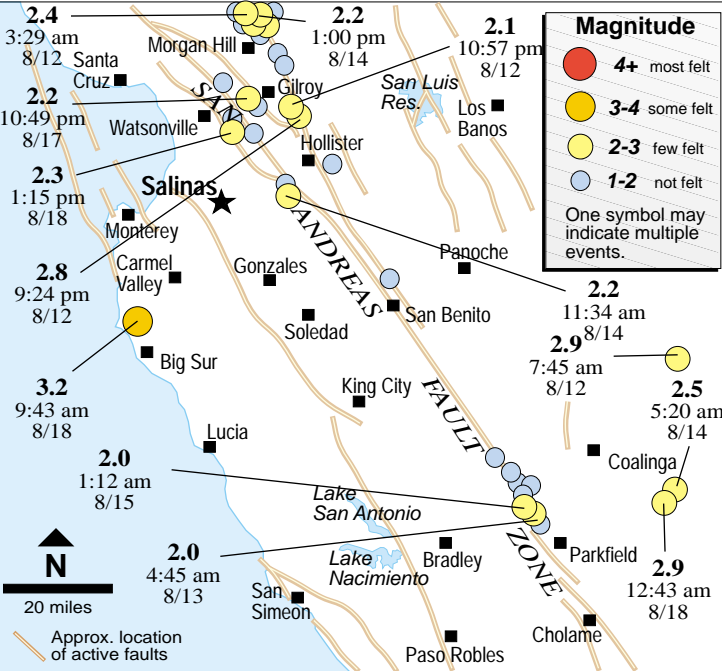 2.4
3:29 am
8/12
2.2
1:00 pm
8/14
2.1
10:57 pm
8/12
Magnitude
4+ most felt
3-4 some felt
2-3 few felt
1-2 not felt
One symbol may
indicate multiple
events.
Morgan Hill
Santa
Cruz
Gilroy
San Luis
Res.
Los
Banos
2.2
10:49 pm
8/17
Watsonville
SAN
Hollister
2.3
1:15 pm
8/18
Salinas
Monterey
ANDREAS
Panoche
2.8
9:24 pm
8/12
Carmel
Valley
Gonzales
Soledad
San Benito
2.2
11:34 am
8/14
Big Sur
2.9
7:45 am
8/12
3.2
9:43 am
8/18
King City
FAULT
2.5
5:20 am
8/14
Lucia
Coalinga
2.0
1:12 am
8/15
Lake
San Antonio
ZONE
N
20 miles
2.0
4:45 am
8/13
Lake
Nacimiento
Bradley
Parkfield
2.9
12:43 am
8/18
San
Simeon
Cholame
Paso Robles
Approx. location
of active faults